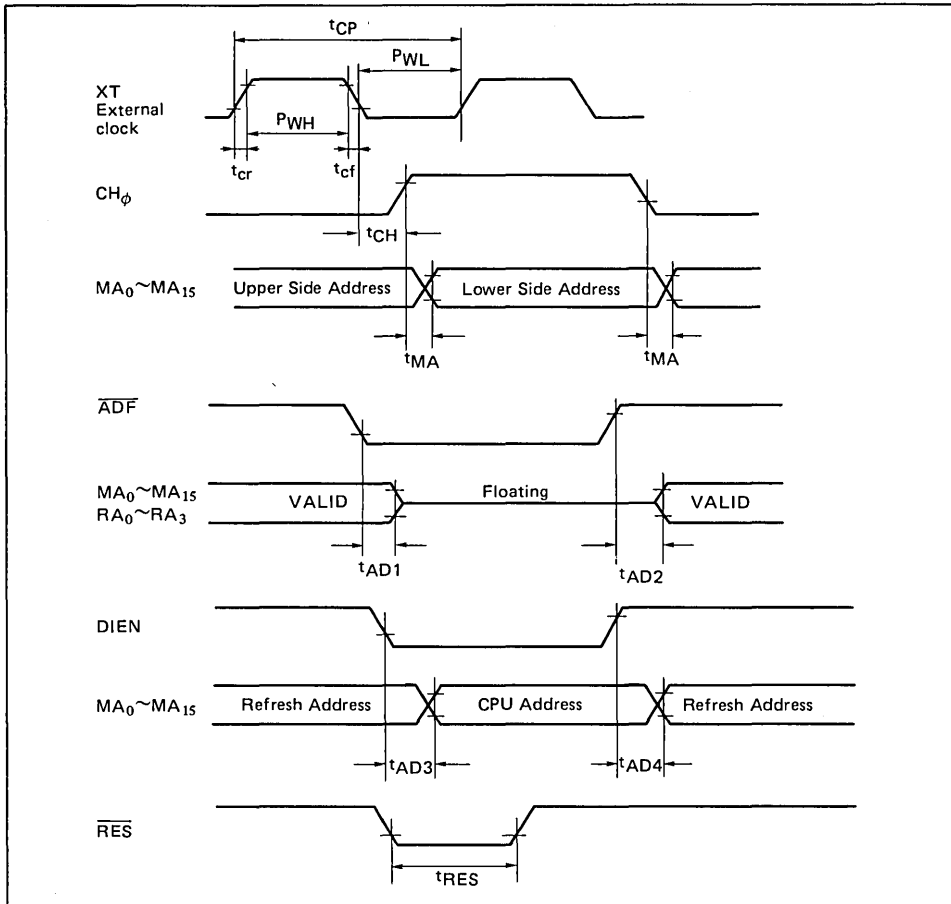 tCP
PWL
XT
External
clock
PWH
tcr
tcf
CHφ
tCH
MA0~MA15
Upper Side Address
Lower Side Address
tMA
tMA
ADF
MA0~MA15
RA0~RA3
VALID
Floating
VALID
tAD1
tAD2
DIEN
MA0~MA15
Refresh Address
CPU Address
Refresh Address
tAD3
tAD4
RES
tRES